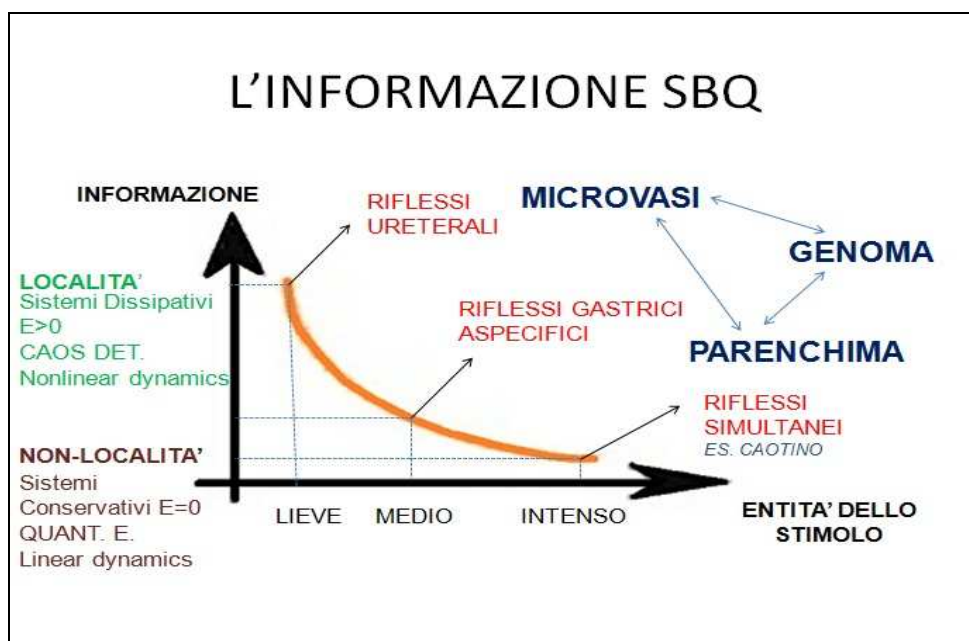 L'INFORMAZIONE SBQ
INFORMAZIONE
RIFLESSI
URETERALI
MICROVASI
GENOMA
PARENCHIMA
LOCALITA'
Sistemi Dissipativi
E>0
CAOS DET.
Nonlinear dynamics
RIFLESSI GASTRICI
ASPECIFICI
RIFLESSI
SIMULTANEI
ES. CAOTINO
NON-LOCALITA'
Sistemi
Conservativi E=0
QUANT. E.
Linear dynamics
LIEVE
MEDIO
INTENSO
ENTITA' DELLO
STIMOLO